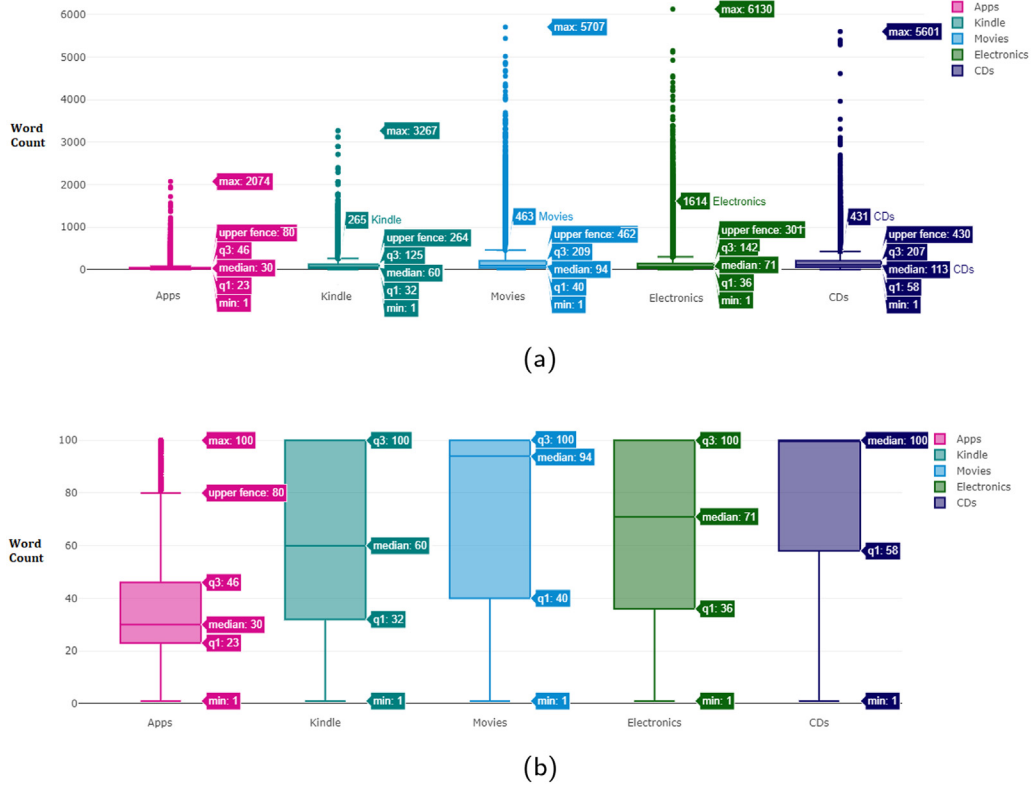 6000
5000
4000
3000
2000
1000
0
Word
Count
max: 2074
upper fence: 80
q3: 46
median: 30
q1: 23
min: 1
max: 3267
265 Kindle
upper fence: 264
q3: 125
median: 60
q1: 32
min: 1
max: 5707
463 Movies
upper fence: 462
q3: 209
median: 94
q1: 40
min: 1
max: 6130
1614 Electronics
upper fence: 301
q3: 142
median: 71
q1: 36
min: 1
max: 5601
431 CDs
upper fence: 430
q3: 207
median: 113 CDs
q1: 58
min: 1
Apps
Kindle
Movies
Electronics
CDs
Apps
Kindle
Movies
Electronics
CDs
(a)
100
80
60
40
20
0
Word
Count
max: 100
upper fence: 80
q3: 46
median: 30
q1: 23
min: 1
q3: 100
median: 60
q1: 32
min: 1
q3: 100
median: 94
q1: 40
min: 1
q3: 100
median: 71
q1: 36
min: 1
median: 100
q1: 58
min: 1
Apps
Kindle
Movies
Electronics
CDs
Apps
Kindle
Movies
Electronics
CDs
(b)